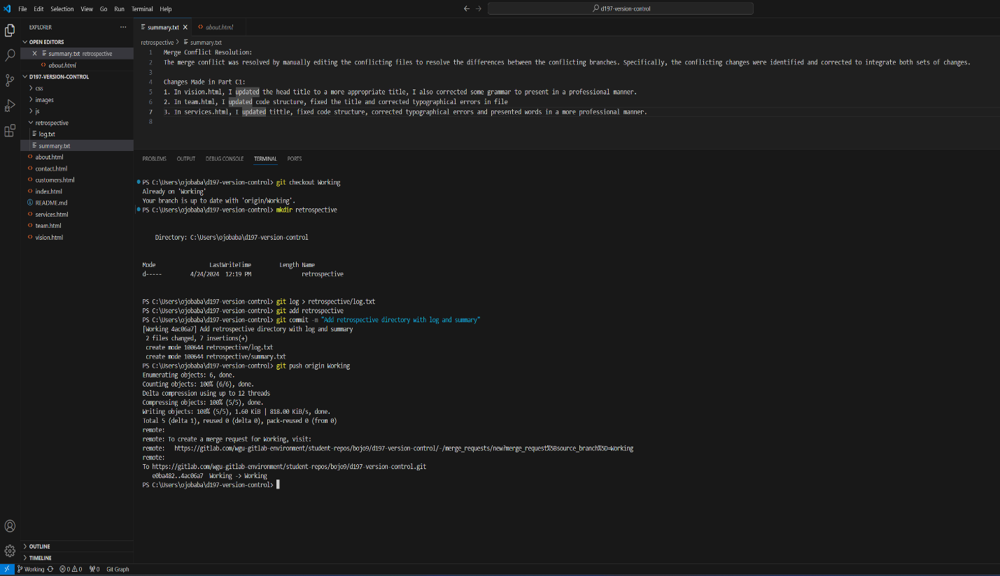 File Edit Selection View Go Run Terminal Help
d197-version-control
EXPLORER
OPEN EDITORS
summary.txt retrospective
about.html
D197-VERSION-CONTROL
css
images
js
retrospective
log.txt
summary.txt
about.html
contact.html
customers.html
index.html
README.md
services.html
team.html
vision.html
OUTLINE
TIMELINE
summary.txt about.html
retrospective > summary.txt
1 Merge Conflict Resolution:
2 The merge conflict was resolved by manually editing the conflicting files to resolve the differences between the conflicting branches. Specifically, the conflicting changes were identified and corrected to integrate both sets of changes.
3
4 Changes Made in Part C1:
5 1. In vision.html, I updated the head title to a more appropriate title, I also corrected some grammar to present in a professional manner.
6 2. In team.html, I updated code structure, fixed the title and corrected typographical errors in file
7 3. In services.html, I updated tittle, fixed code structure, corrected typographical errors and presented words in a more professional manner.
8
PROBLEMS OUTPUT DEBUG CONSOLE TERMINAL PORTS
PS C:\Users\ojobaba\d197-version-control> git checkout Working
Already on 'Working'
Your branch is up to date with 'origin/Working'.
PS C:\Users\ojobaba\d197-version-control> mkdir retrospective
Directory: C:\Users\ojobaba\d197-version-control
Mode LastWriteTime Length Name
d----- 4/24/2024 12:19 PM retrospective
PS C:\Users\ojobaba\d197-version-control> git log > retrospective/log.txt
PS C:\Users\ojobaba\d197-version-control> git add retrospective
PS C:\Users\ojobaba\d197-version-control> git commit -m "Add retrospective directory with log and summary"
[Working 4ac06a7] Add retrospective directory with log and summary
2 files changed, 7 insertions(+)
create mode 100644 retrospective/log.txt
create mode 100644 retrospective/summary.txt
PS C:\Users\ojobaba\d197-version-control> git push origin Working
Enumerating objects: 6, done.
Counting objects: 100% (6/6), done.
Delta compression using up to 12 threads
Compressing objects: 100% (5/5), done.
Writing objects: 100% (5/5), 1.60 KiB | 818.00 KiB/s, done.
Total 5 (delta 1), reused 0 (delta 0), pack-reused 0 (from 0)
remote:
remote: To create a merge request for Working, visit:
remote: https://gitlab.com/wgu-gitlab-environment/student-repos/bojo9/d197-version-control/-/merge_requests/new?merge_request%5Bsource_branch%5D=Working
remote:
To https://gitlab.com/wgu-gitlab-environment/student-repos/bojo9/d197-version-control.git
e0ba482..4ac06a7 Working -> Working
PS C:\Users\ojobaba\d197-version-control>
Working 0 0 0 Git Graph